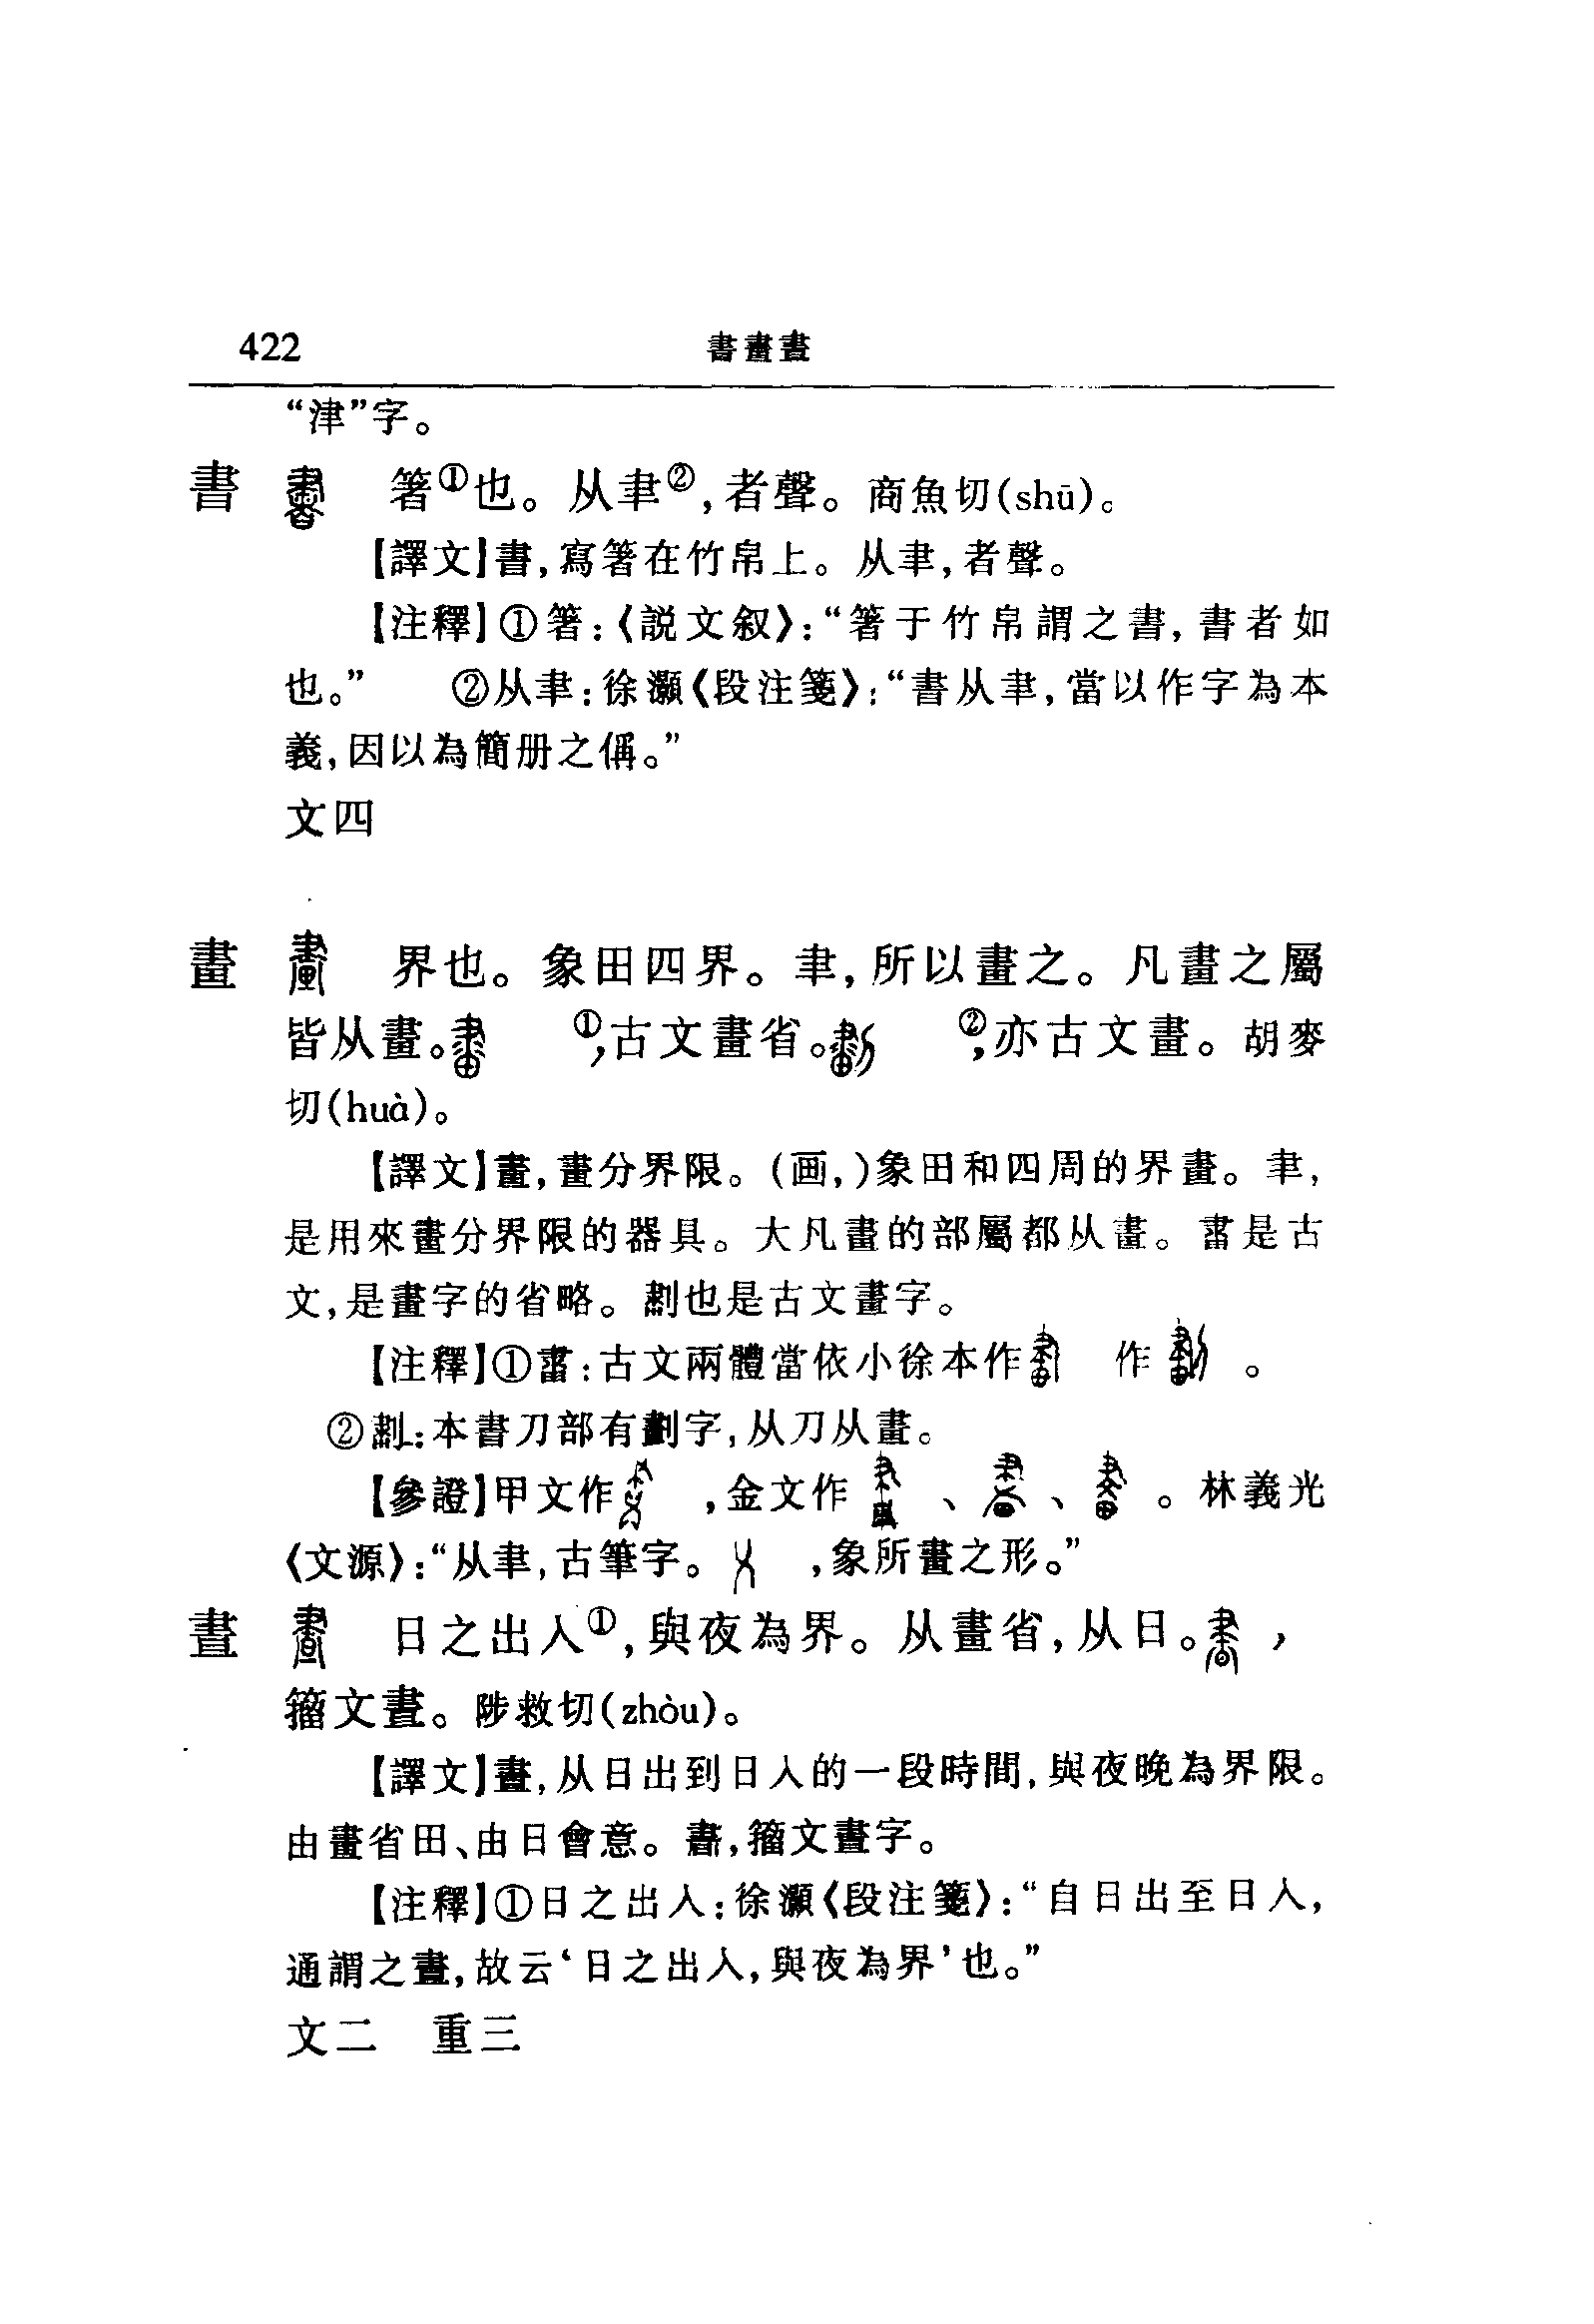 422 書畫晝
“津”字。
書 箸①也。从聿②,者聲。商魚切(shū)。
【譯文】書,寫箸在竹帛上。从聿,者聲。
【注釋】①箸:《説文叙》:“箸于竹帛謂之書,書者如
也。” ②从聿:徐灝《段注箋》:“書从聿,當以作字為本
義,因以為簡册之偁。”
文四
畫 界也。象田四界。聿,所以畫之。凡畫之屬
皆从畫。 ①,古文畫省。 ②,亦古文畫。胡麥
切(huà)。
【譯文】畫,畫分界限。(画,)象田和四周的界畫。聿,
是用來畫分界限的器具。大凡畫的部屬都从畫。是古
文,是畫字的省略。也是古文畫字。
【注釋】①:古文兩體當依小徐本作 作 。
②:本書刀部有劃字,从刀从畫。
【參證】甲文作 ,金文作 、 、 。林義光
《文源》:“从聿,古筆字。 ,象所畫之形。”
晝 日之出入①,與夜為界。从畫省,从日。 ,
籀文晝。陟救切(zhòu)。
【譯文】晝,从日出到日入的一段時間,與夜晚為界限。
由畫省田、由日會意。 ,籀文晝字。
【注釋】①日之出入:徐灝《段注箋》:“自日出至日入,
通謂之晝,故云‘日之出入,與夜為界’也。”
文二 重三